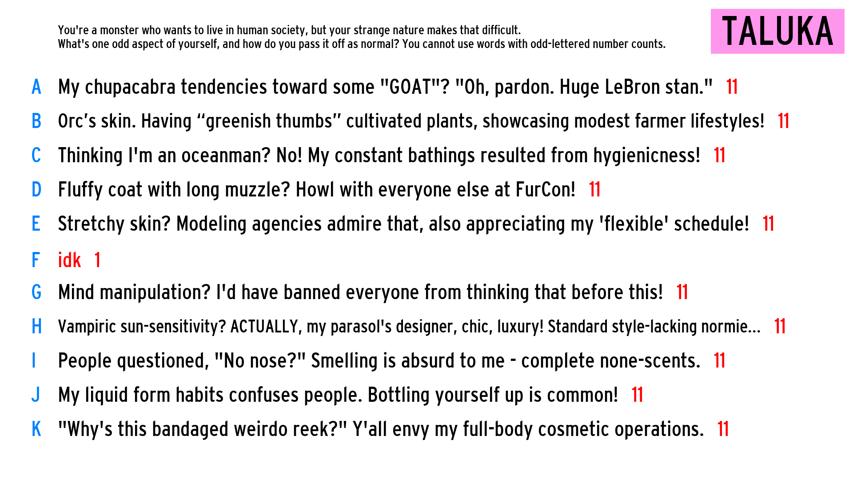 You're a monster who wants to live in human society, but your strange nature makes that difficult.
What's one odd aspect of yourself, and how do you pass it off as normal? You cannot use words with odd-lettered number counts.
TALUKA
A My chupacabra tendencies toward some "GOAT"? "Oh, pardon. Huge LeBron stan." 11
B Orc's skin. Having “greenish thumbs” cultivated plants, showcasing modest farmer lifestyles! 11
C Thinking I'm an oceanman? No! My constant bathings resulted from hygienicness! 11
D Fluffy coat with long muzzle? Howl with everyone else at FurCon! 11
E Stretchy skin? Modeling agencies admire that, also appreciating my 'flexible' schedule! 11
F idk 1
G Mind manipulation? I'd have banned everyone from thinking that before this! 11
H Vampiric sun-sensitivity? ACTUALLY, my parasol's designer, chic, luxury! Standard style-lacking normie... 11
I People questioned, "No nose?" Smelling is absurd to me - complete none-scents. 11
J My liquid form habits confuses people. Bottling yourself up is common! 11
K "Why's this bandaged weirdo reek?" Y'all envy my full-body cosmetic operations. 11